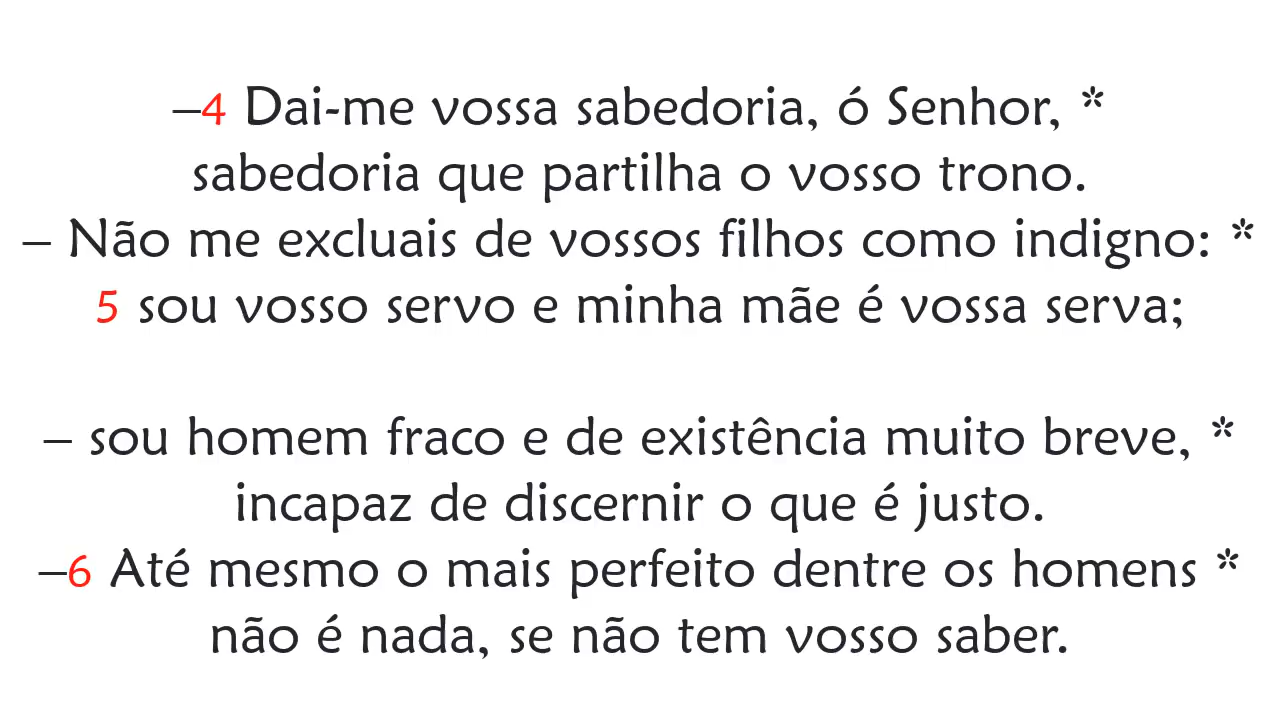 –4 Dai-me vossa sabedoria, ó Senhor, *
sabedoria que partilha o vosso trono.
– Não me excluais de vossos filhos como indigno: *
5 sou vosso servo e minha mãe é vossa serva;
– sou homem fraco e de existência muito breve, *
incapaz de discernir o que é justo.
–6 Até mesmo o mais perfeito dentre os homens *
não é nada, se não tem vosso saber.